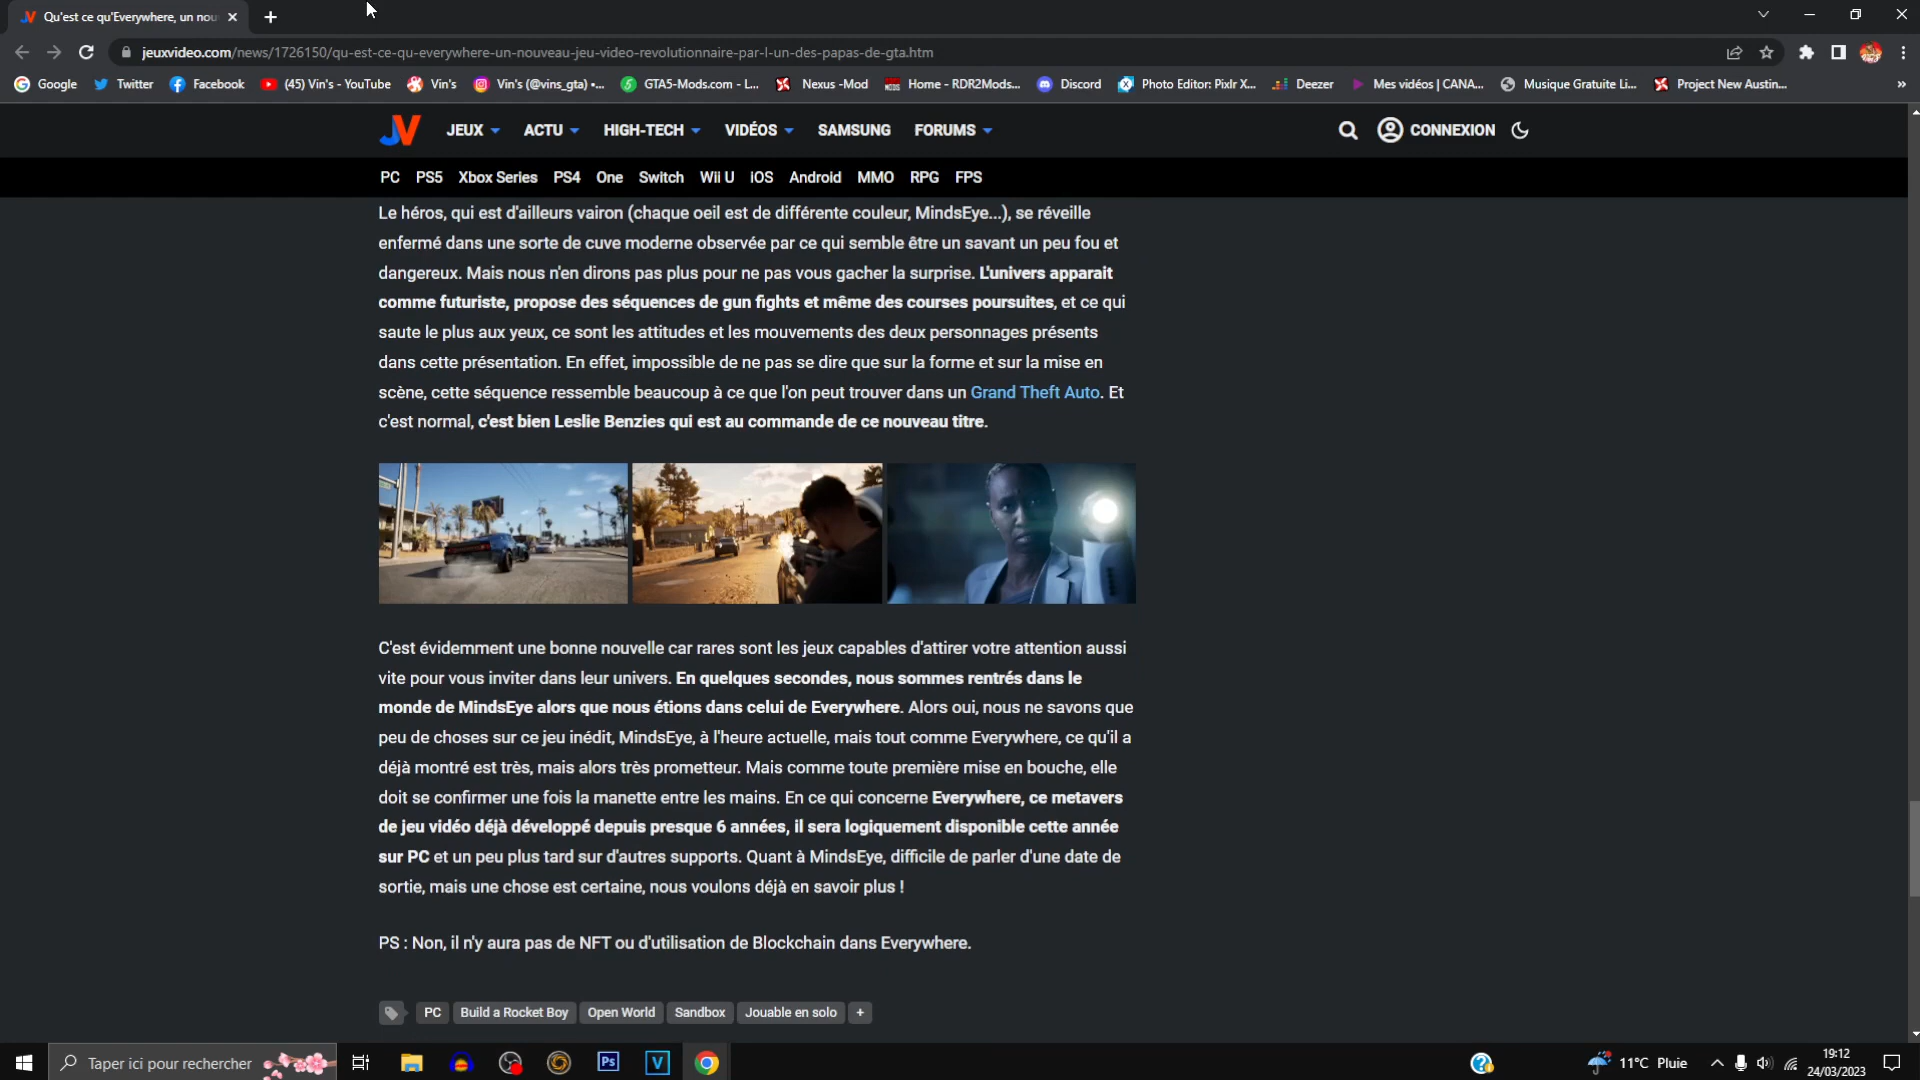 Qu'est ce qu'Everywhere, un nou
jeuxvideo.com/news/1726150/qu-est-ce-qu-everywhere-un-nouveau-jeu-video-revolutionnaire-par-l-un-des-papas-de-gta.htm
Google Twitter Facebook (45) Vin's - YouTube Vin's Vin's (@vins_gta) •... GTA5-Mods.com - L... Nexus -Mod Home - RDR2Mods... Discord Photo Editor: Pixlr X... Deezer Mes vidéos | CANA... Musique Gratuite Li... Project New Austin... »
JV JEUX ACTU HIGH-TECH VIDÉOS SAMSUNG FORUMS CONNEXION
PC PS5 Xbox Series PS4 One Switch Wii U iOS Android MMO RPG FPS
Le héros, qui est d'ailleurs vairon (chaque oeil est de différente couleur, MindsEye...), se réveille
enfermé dans une sorte de cuve moderne observée par ce qui semble être un savant un peu fou et
dangereux. Mais nous n'en dirons pas plus pour ne pas vous gacher la surprise. L'univers apparait
comme futuriste, propose des séquences de gun fights et même des courses poursuites, et ce qui
saute le plus aux yeux, ce sont les attitudes et les mouvements des deux personnages présents
dans cette présentation. En effet, impossible de ne pas se dire que sur la forme et sur la mise en
scène, cette séquence ressemble beaucoup à ce que l'on peut trouver dans un Grand Theft Auto. Et
c'est normal, c'est bien Leslie Benzies qui est au commande de ce nouveau titre.
C'est évidemment une bonne nouvelle car rares sont les jeux capables d'attirer votre attention aussi
vite pour vous inviter dans leur univers. En quelques secondes, nous sommes rentrés dans le
monde de MindsEye alors que nous étions dans celui de Everywhere. Alors oui, nous ne savons que
peu de choses sur ce jeu inédit, MindsEye, à l'heure actuelle, mais tout comme Everywhere, ce qu'il a
déjà montré est très, mais alors très prometteur. Mais comme toute première mise en bouche, elle
doit se confirmer une fois la manette entre les mains. En ce qui concerne Everywhere, ce metavers
de jeu vidéo déjà développé depuis presque 6 années, il sera logiquement disponible cette année
sur PC et un peu plus tard sur d'autres supports. Quant à MindsEye, difficile de parler d'une date de
sortie, mais une chose est certaine, nous voulons déjà en savoir plus !
PS : Non, il n'y aura pas de NFT ou d'utilisation de Blockchain dans Everywhere.
PC Build a Rocket Boy Open World Sandbox Jouable en solo +
Taper ici pour rechercher Ps V 11°C Pluie 19:12
24/03/2023